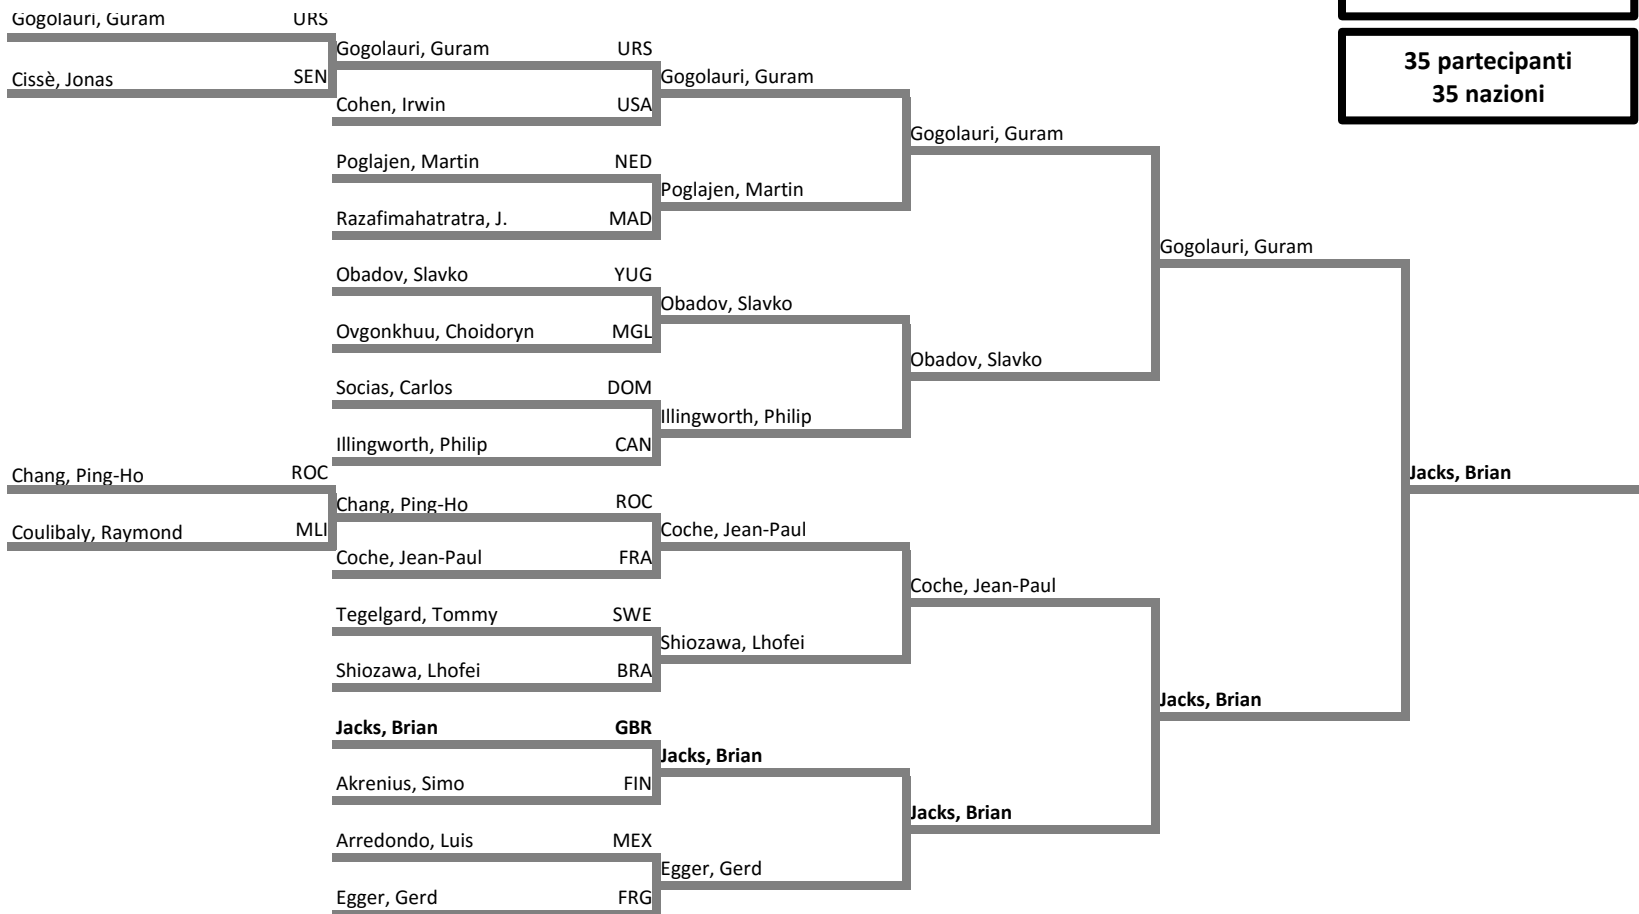 Gogolauri, Guram URS
Gogolauri, Guram URS
Cissè, Jonas SEN
Gogolauri, Guram
Cohen, Irwin USA
Gogolauri, Guram
Poglajen, Martin NED
Poglajen, Martin
Razafimahatratra, J. MAD
Gogolauri, Guram
Obadov, Slavko YUG
Obadov, Slavko
Ovgonkhuu, Choidoryn MGL
Obadov, Slavko
Socias, Carlos DOM
Illingworth, Philip
Illingworth, Philip CAN
Chang, Ping-Ho ROC
Jacks, Brian
Chang, Ping-Ho ROC
Coulibaly, Raymond MLI
Coche, Jean-Paul
Coche, Jean-Paul FRA
Coche, Jean-Paul
Tegelgard, Tommy SWE
Shiozawa, Lhofei
Shiozawa, Lhofei BRA
Jacks, Brian
Jacks, Brian GBR
Jacks, Brian
Akrenius, Simo FIN
Jacks, Brian
Arredondo, Luis MEX
Egger, Gerd
Egger, Gerd FRG
35 partecipanti
35 nazioni